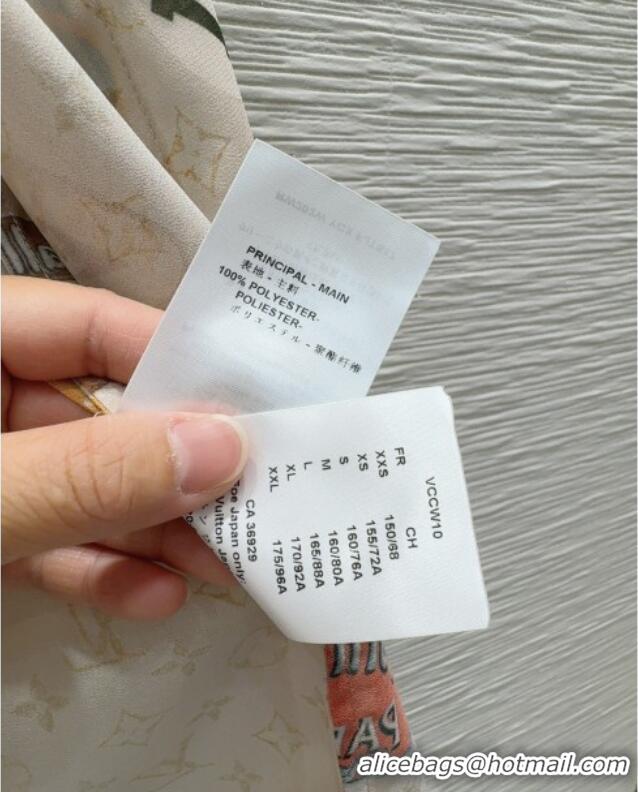 PRINCIPAL - MAIN
表地 - 主料
100% POLYESTER-
POLIESTER-
ポリエステル - 聚酯纤维
VCCW10
FR CH
XXS 150/68
XS 155/72A
S 160/76A
M 160/80A
L 165/88A
XL 170/92A
XXL 175/96A
CA 36929
Japan only:
Vuitton
alicebags@hotmail.com